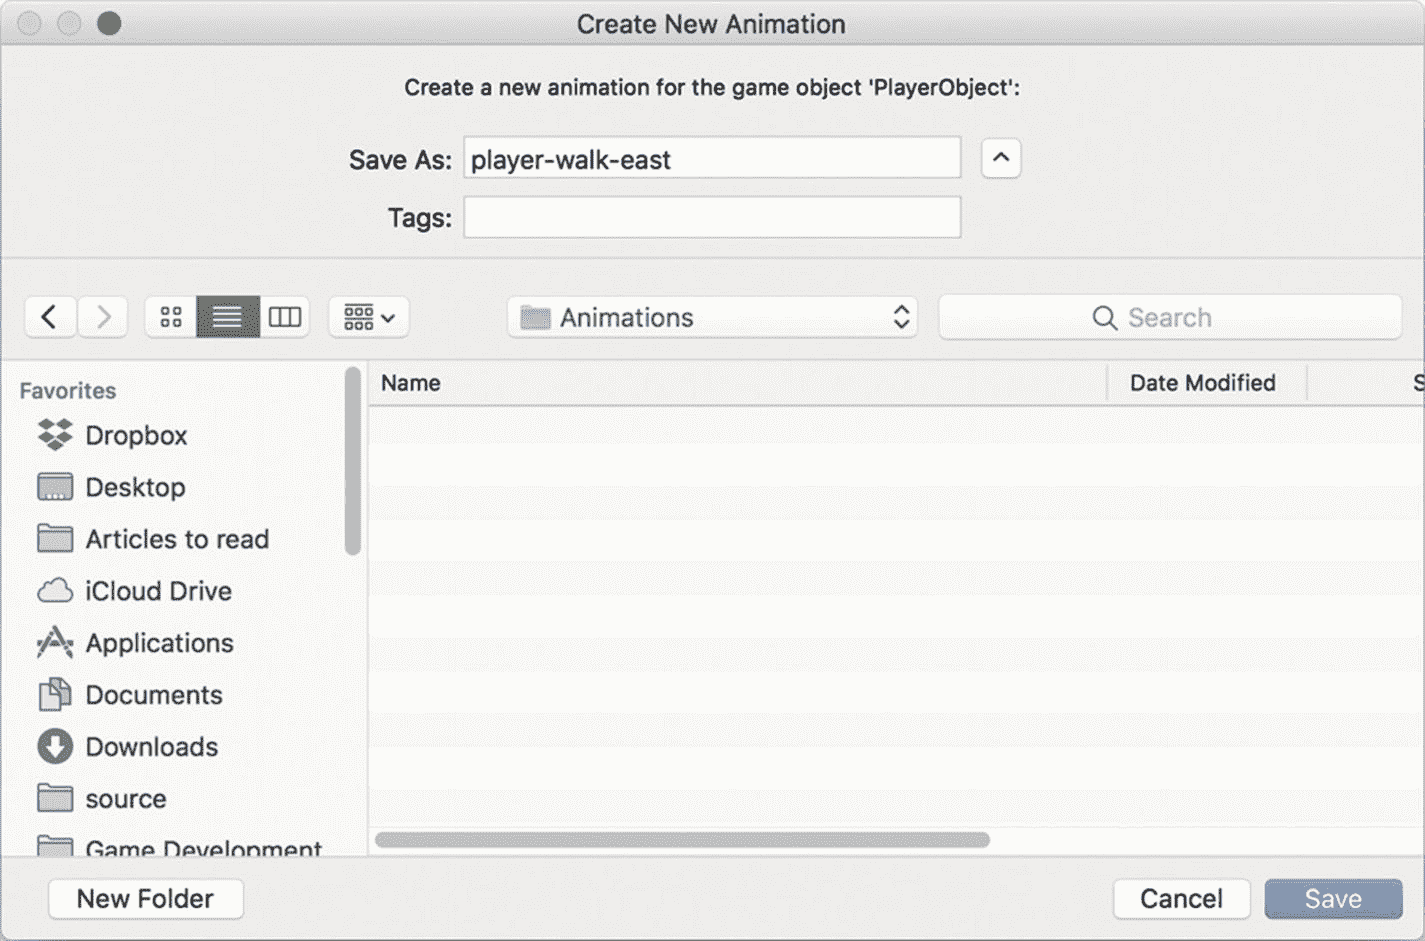 Create New Animation
Create a new animation for the game object 'PlayerObject':
Save As: player-walk-east
Tags:
Animations
Search
Favorites
Name Date Modified S
Dropbox
Desktop
Articles to read
iCloud Drive
Applications
Documents
Downloads
source
Game Development
New Folder Cancel Save